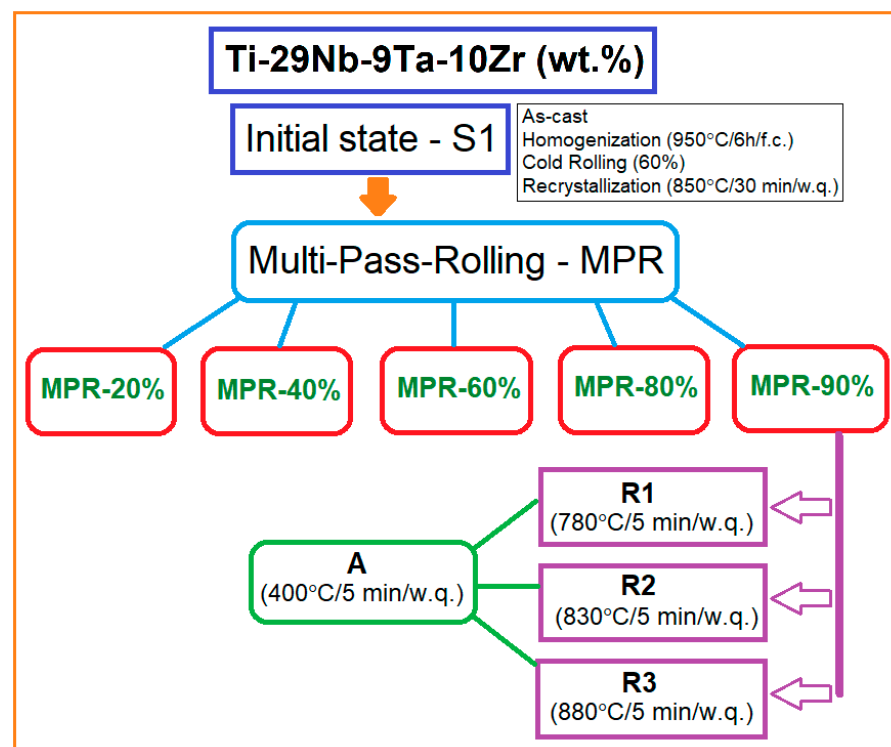 Ti-29Nb-9Ta-10Zr (wt.%)
Initial state - S1
As-cast
Homogenization (950°C/6h/f.c.)
Cold Rolling (60%)
Recrystallization (850°C/30 min/w.q.)
Multi-Pass-Rolling - MPR
MPR-20%
MPR-40%
MPR-60%
MPR-80%
MPR-90%
R1
(780°C/5 min/w.q.)
A
(400°C/5 min/w.q.)
R2
(830°C/5 min/w.q.)
R3
(880°C/5 min/w.q.)